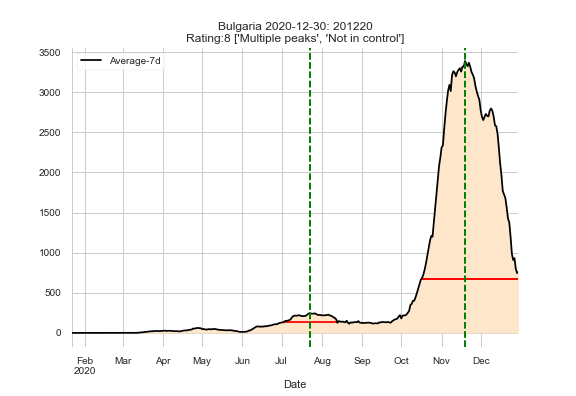 Bulgaria 2020-12-30: 201220
Rating:8 ['Multiple peaks', 'Not in control']
Average-7d
3500
3000
2500
2000
1500
1000
500
0
Feb Mar Apr May Jun Jul Aug Sep Oct Nov Dec
2020
Date